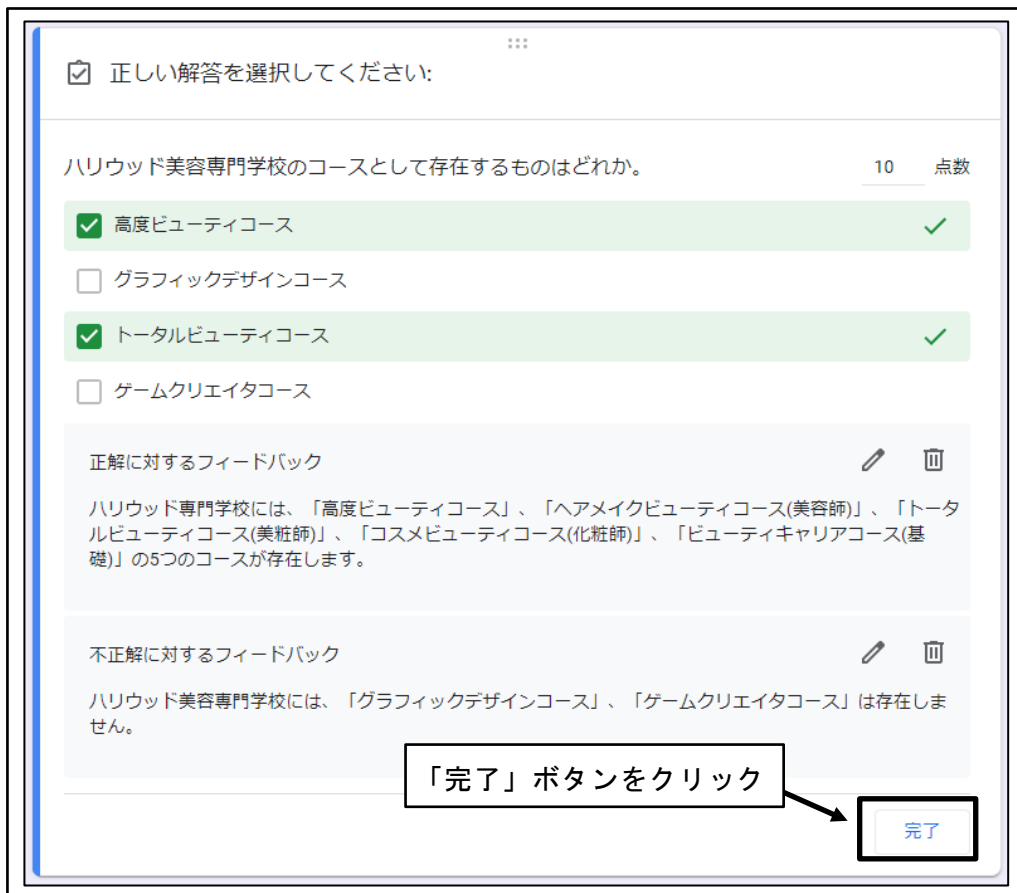 正しい解答を選択してください:
ハリウッド美容専門学校のコースとして存在するものはどれか。 10 点数
高度ビューティコース
グラフィックデザインコース
トータルビューティコース
ゲームクリエイタコース
正解に対するフィードバック
ハリウッド専門学校には、「高度ビューティコース」、「ヘアメイクビューティコース(美容師)」、「トータ
ルビューティコース(美粧師)」、「コスメビューティコース(化粧師)」、「ビューティキャリアコース(基
礎)」の5つのコースが存在します。
不正解に対するフィードバック
ハリウッド美容専門学校には、「グラフィックデザインコース」、「ゲームクリエイタコース」は存在しま
せん。
「完了」ボタンをクリック
完了